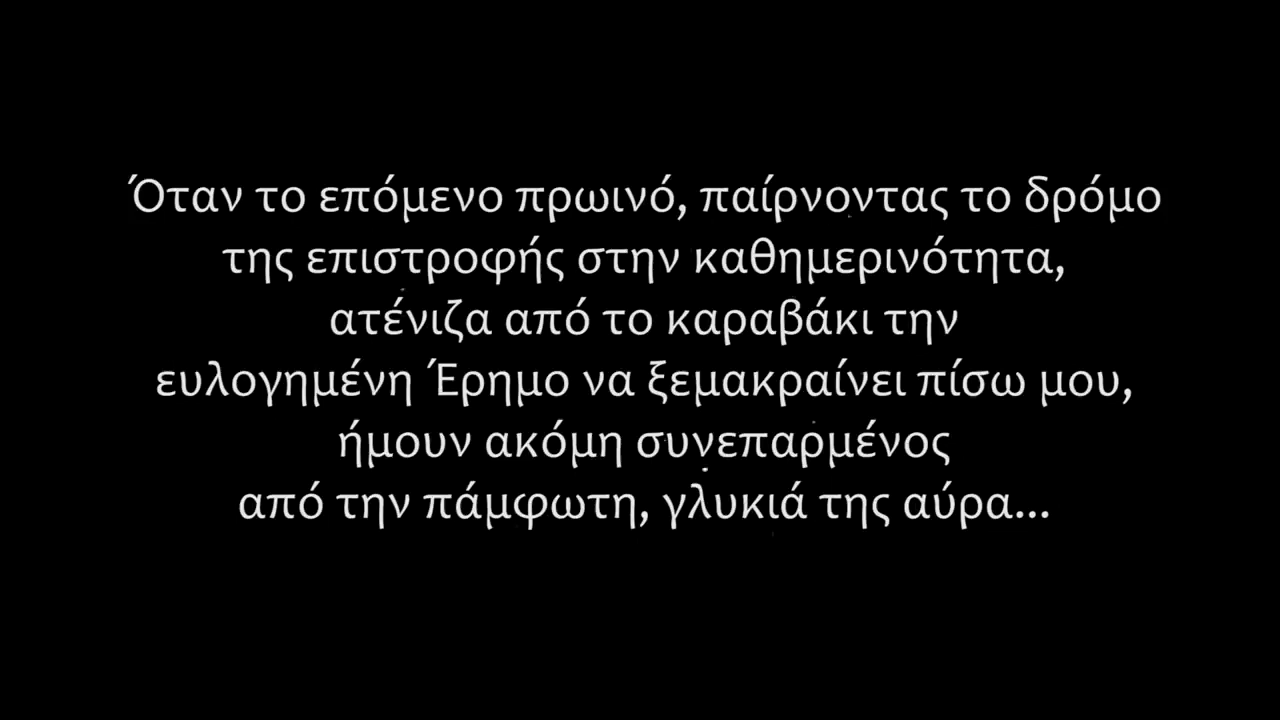 Όταν το επόμενο πρωινό, παίρνοντας το δρόμο
της επιστροφής στην καθημερινότητα,
ατένιζα από το καραβάκι την
ευλογημένη Έρημο να ξεμακραίνει πίσω μου,
ήμουν ακόμη συνεπαρμένος
από την πάμφωτη, γλυκιά της αύρα...